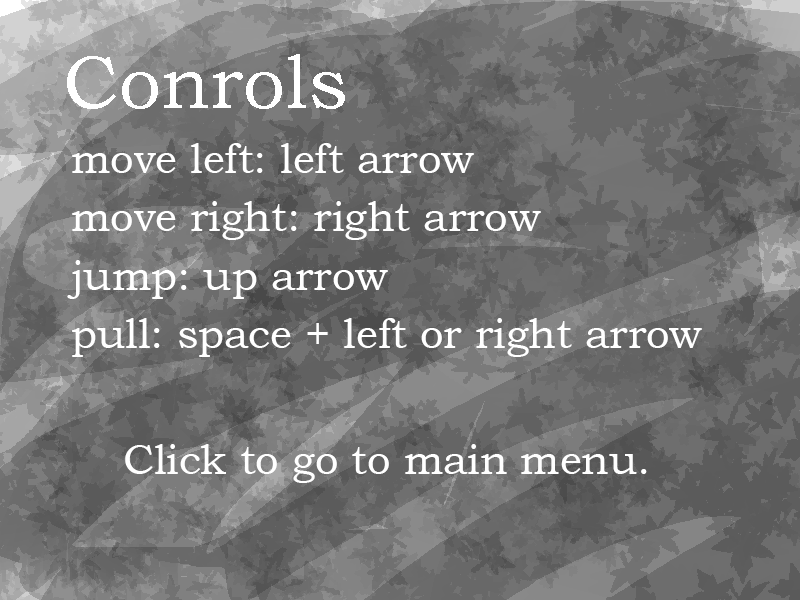 Conrols
move left: left arrow
move right: right arrow
jump: up arrow
pull: space + left or right arrow
Click to go to main menu.